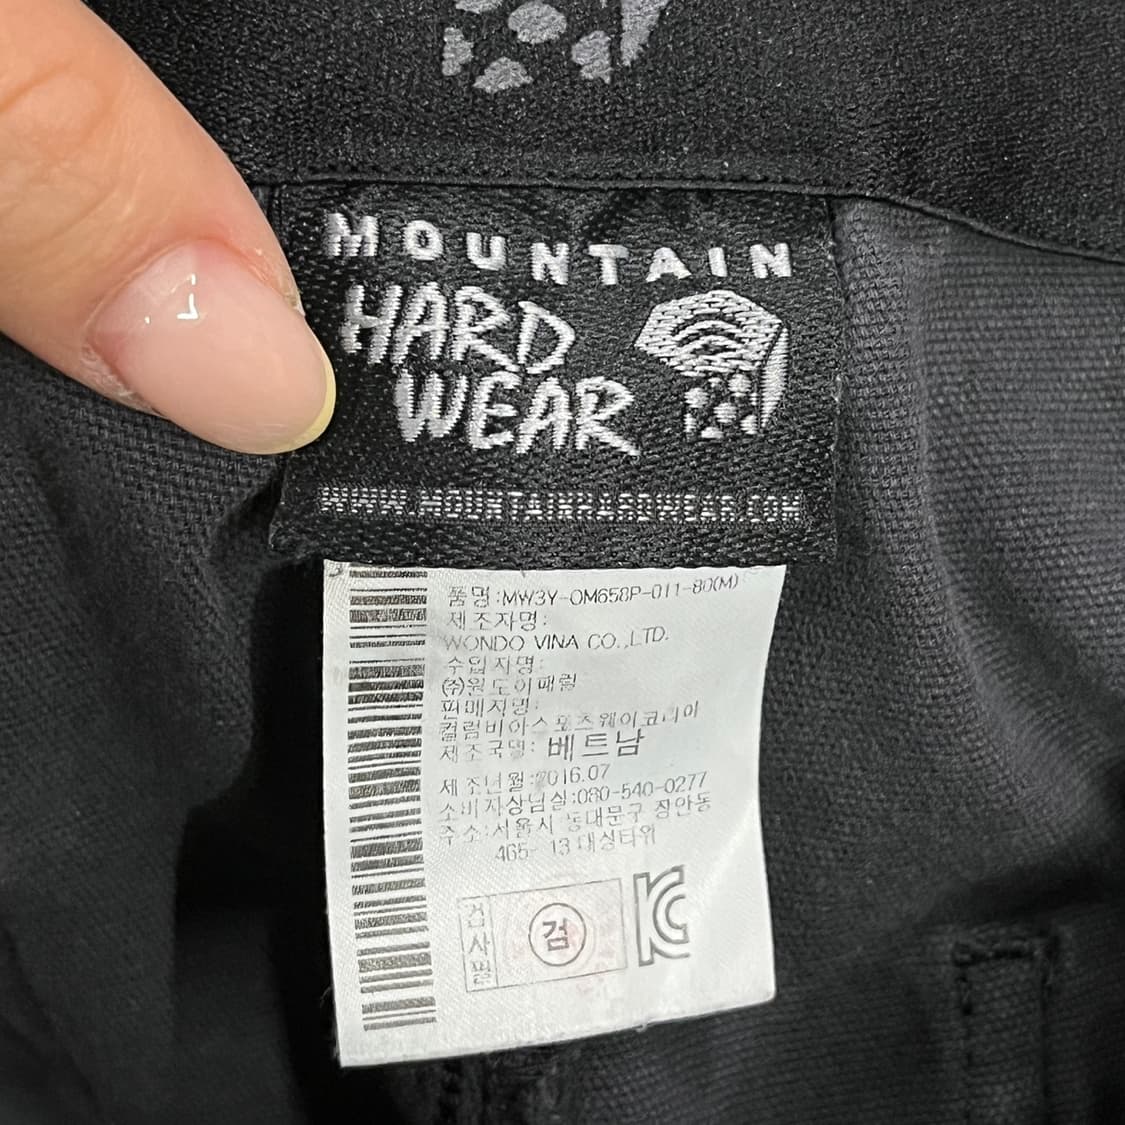 MOUNTAIN
HARD
WEAR
WWW.MOUNTAINHARDWEAR.COM
품명:MW3Y-OM658P-011-80(M)
제조자명:
WONDO VINA CO.,LTD.
수입자명:
㈜원도어패럴
판매자명:
컬럼비아스포츠웨어코리아
제조국명: 베트남
제조년월:2016.07
소비자상담실:080-540-0277
주소:서울시 동대문구 장안동
465- 13 대성타워
검사필
검
KC